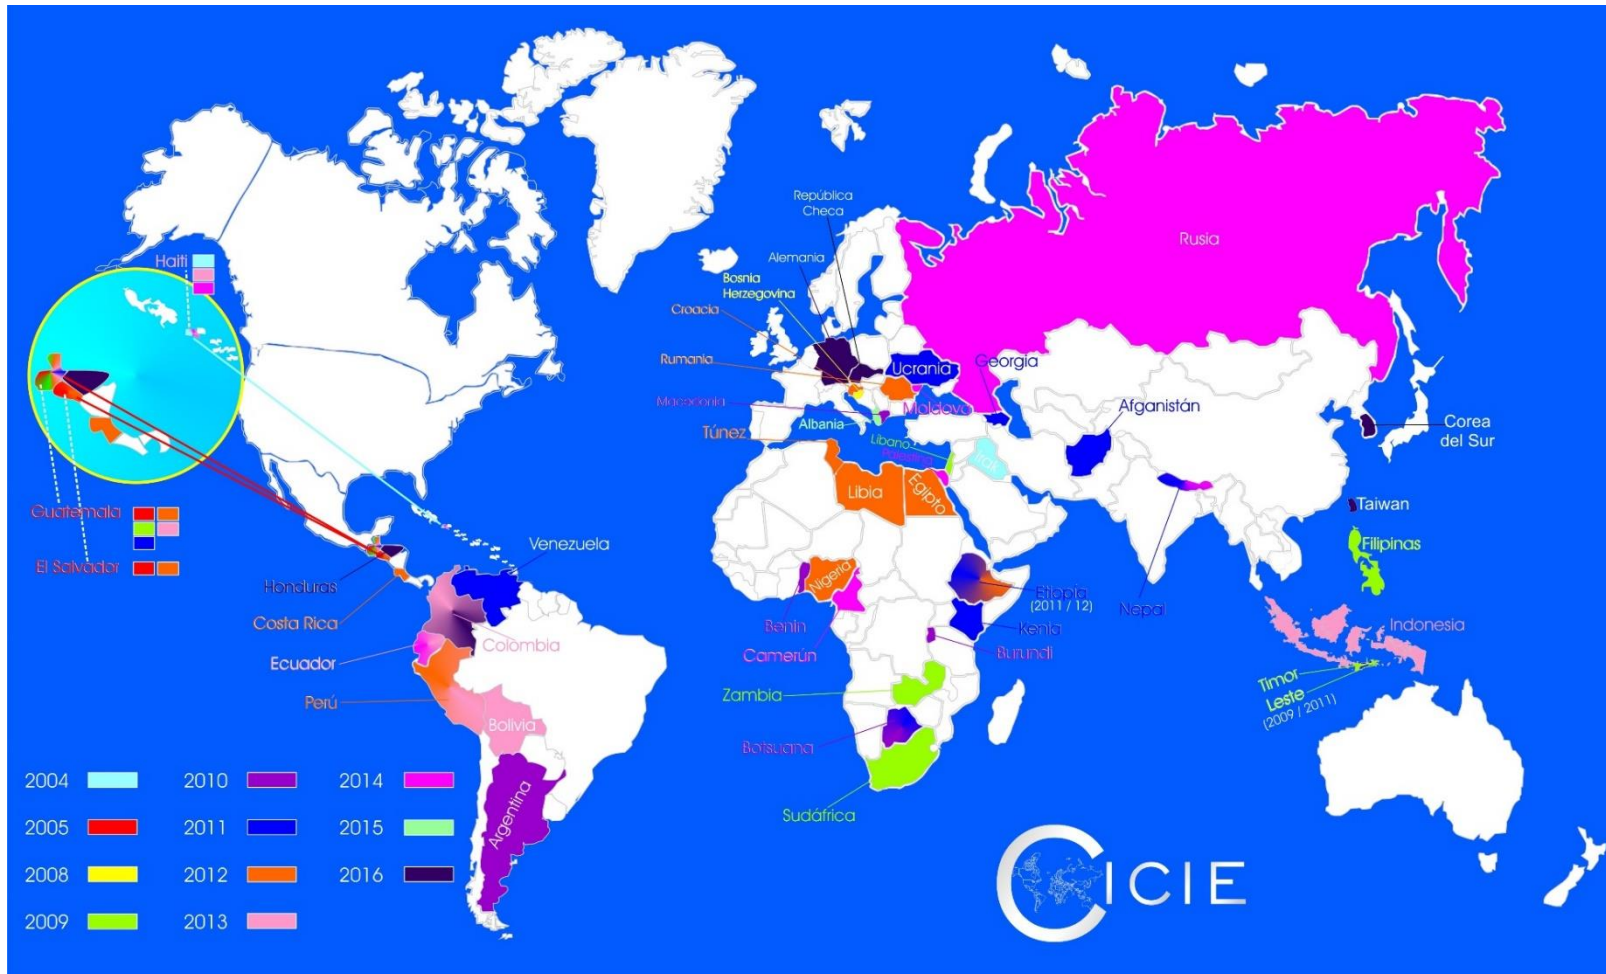 República
Checa
Alemania
Bosnia
Herzegovina
Croacia
Rumania
Macedonia
Albania
Túnez
Líbano
Palestina
Ucrania
Georgia
Moldova
Rusia
Irak
Afganistán
Corea
del Sur
Taiwan
Filipinas
Nepal
Indonesia
Timor
Leste
(2009 / 2011)
Libia
Egipto
Nigeria
Benín
Camerún
Etiopía
(2011 / 12)
Kenia
Burundi
Zambia
Botsuana
Sudáfrica
Haiti
Guatemala
El Salvador
Honduras
Costa Rica
Venezuela
Colombia
Ecuador
Perú
Bolivia
Argentina
2004
2010
2014
2005
2011
2015
2008
2012
2016
2009
2013
CICIE